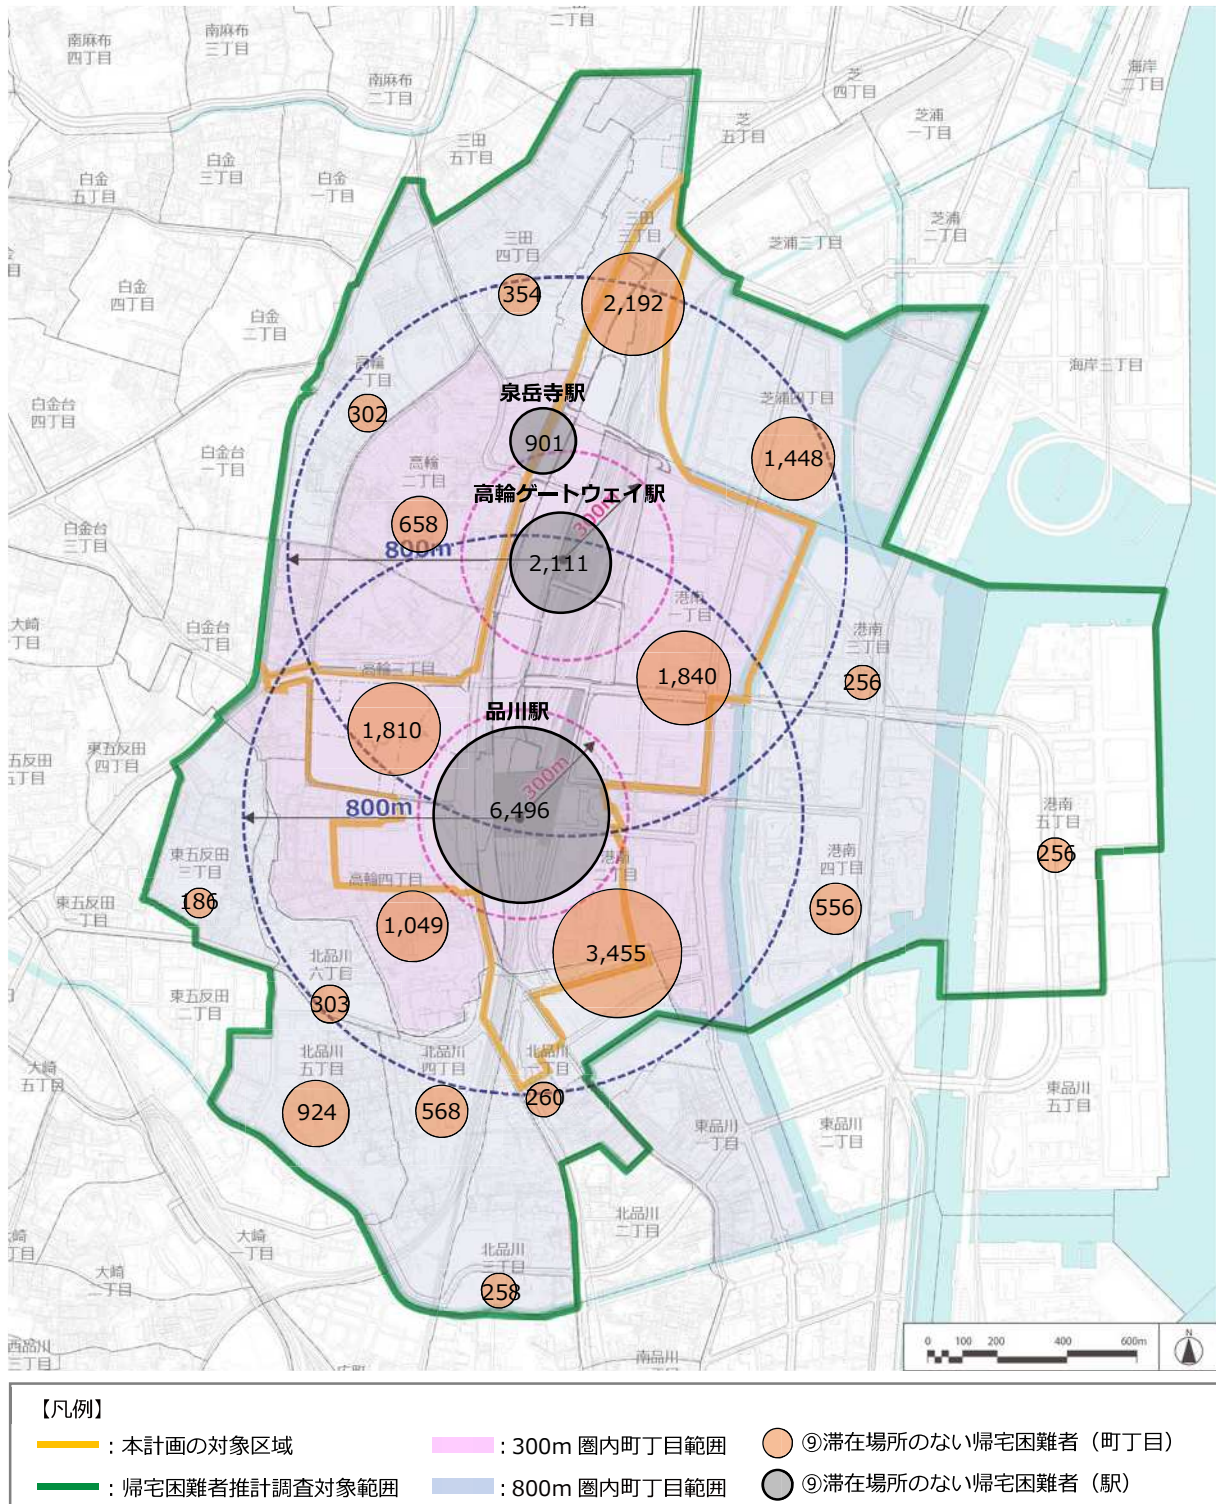 二丁目
南麻布
三丁目
南麻布
四丁目
海岸
二丁目
南麻布
二丁目
芝
四丁目
芝浦
一丁目
芝
五丁目
三田
五丁目
白金
三丁目
白金
五丁目
白金
一丁目
三田
三丁目
三田
四丁目
芝浦
二丁目
芝浦三丁目
白金
四丁目
白金
二丁目
354
2,192
高輪
一丁目
海岸三丁目
泉岳寺駅
芝浦四丁目
白金台
四丁目
302
901
1,448
白金台
一丁目
高輪
二丁目
高輪ゲートウェイ駅
300m
658
白金台
三丁目
800m
2,111
港南
一丁目
大崎
白金台
二丁目
港南
三丁目
高輪三丁目
1,840
256
品川駅
1,810
東五反田
四丁目
300m
800m
6,496
港南
五丁目
256
東五反田
三丁目
港南
二丁目
港南
四丁目
高輪四丁目
186
東五反田
一丁目
1,049
556
3,455
北品川
六丁目
303
東五反田
二丁目
北品川
五丁目
北品川
四丁目
北品川
一丁目
大崎
五丁目
260
924
568
東品川
五丁目
東品川
一丁目
東品川
二丁目
北品川
二丁目
大崎
一丁目
北品川
三丁目
大崎
二丁目
258
西品川
三丁目
南品川
0 100 200 400 600m
N
【凡例】
：本計画の対象区域
：300m 圏内町丁目範囲
⑨滞在場所のない帰宅困難者（町丁目）
：帰宅困難者推計調査対象範囲
：800m 圏内町丁目範囲
⑨滞在場所のない帰宅困難者（駅）